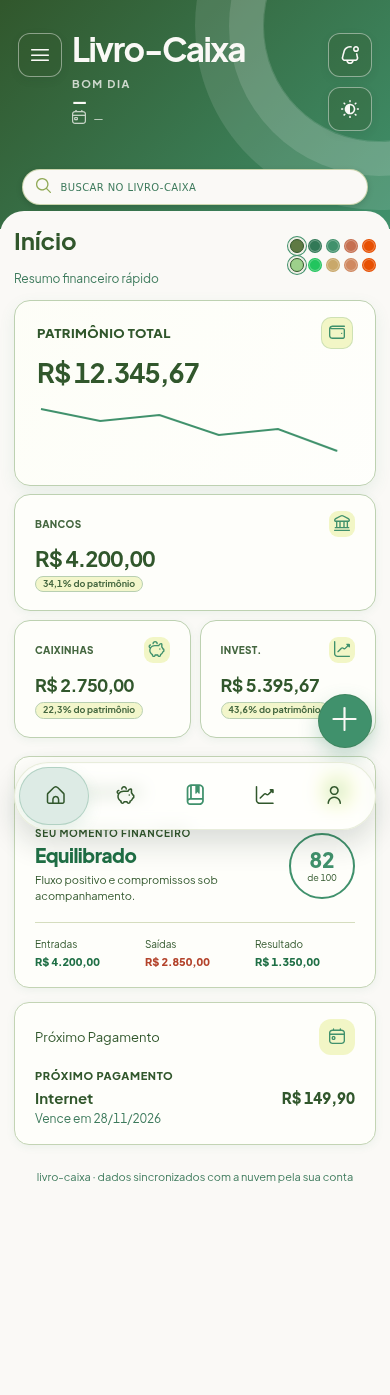 Livro-Caixa
BOM DIA
—
—
BUSCAR NO LIVRO-CAIXA
Início
Resumo financeiro rápido
PATRIMÔNIO TOTAL
R$ 12.345,67
BANCOS
R$ 4.200,00
34,1% do patrimônio
CAIXINHAS
R$ 2.750,00
22,3% do patrimônio
INVEST.
R$ 5.395,67
43,6% do patrimônio
SEU MOMENTO FINANCEIRO
Equilibrado
Fluxo positivo e compromissos sob
acompanhamento.
82
de 100
Entradas
R$ 4.200,00
Saídas
R$ 2.850,00
Resultado
R$ 1.350,00
Próximo Pagamento
PRÓXIMO PAGAMENTO
Internet
R$ 149,90
Vence em 28/11/2026
livro-caixa · dados sincronizados com a nuvem pela sua conta